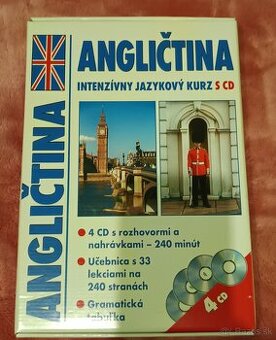 ANGLIČTINA
ANGLIČTINA
INTENZÍVNY JAZYKOVÝ KURZ S CD
4 CD s rozhovormi a
nahrávkami – 240 minút
Učebnica s 33
lekciami na
240 stranách
Gramatická
tabuľka
4 CD